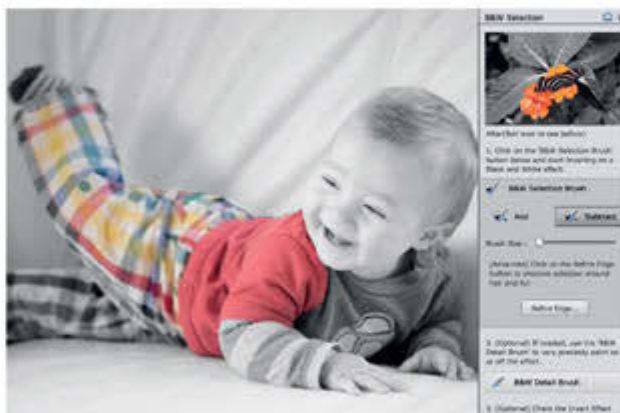 B&W Selection
After(Roll over to see before)
1. Click on the 'B&W Selection Brush'
button below and start brushing on a
Black and White effect.
B&W Selection Brush
Add
Subtract
Brush Size:
(Advanced) Click on the Refine Edge
button to improve selection around
hair and fur.
Refine Edge...
2. (Optional) If needed, use the 'B&W
Detail Brush' to very precisely paint on
or off the effect.
B&W Detail Brush
3. (Optional) Check the Invert Effect